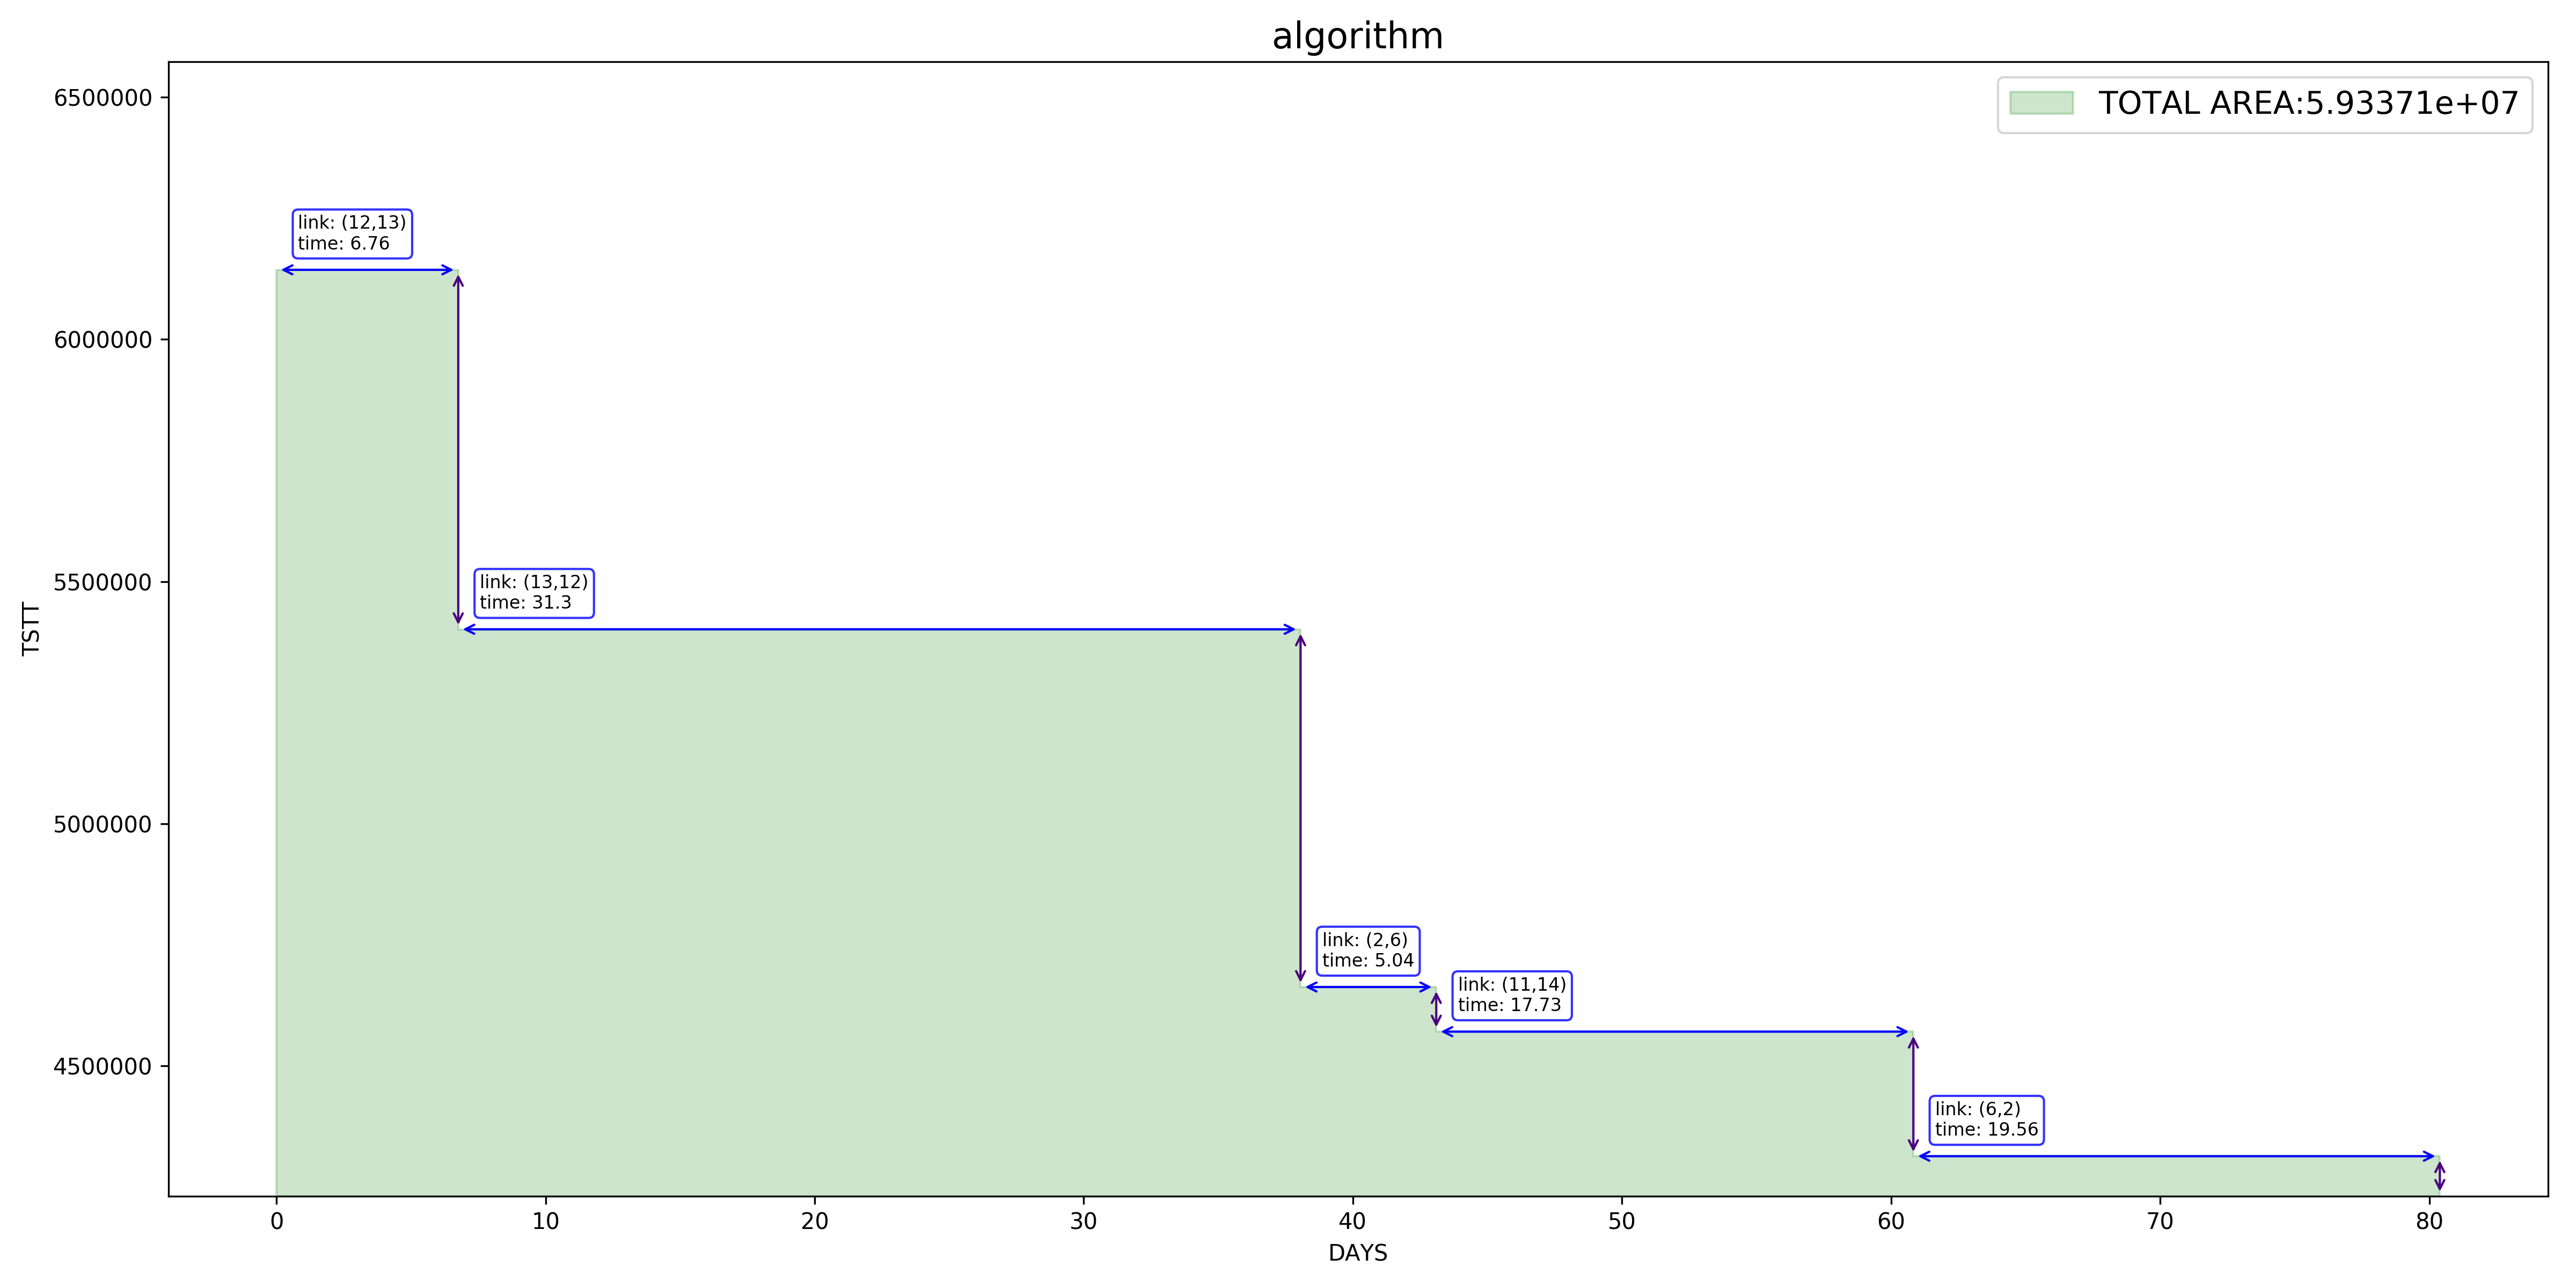 algorithm
TOTAL AREA:5.93371e+07
6500000
6000000
5500000
5000000
4500000
TSTT
link: (12,13)
time: 6.76
link: (13,12)
time: 31.3
link: (2,6)
time: 5.04
link: (11,14)
time: 17.73
link: (6,2)
time: 19.56
0 10 20 30 40 50 60 70 80
DAYS